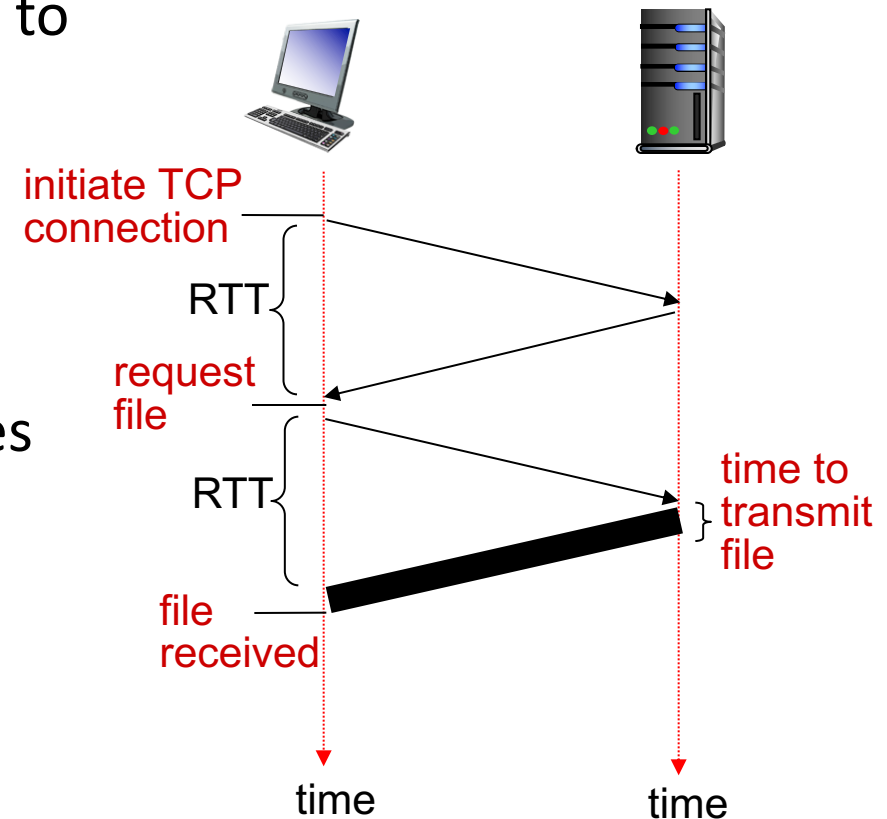 to
initiate TCP
connection
RTT
request
file
es
RTT
time to
transmit
file
file
received
time
time